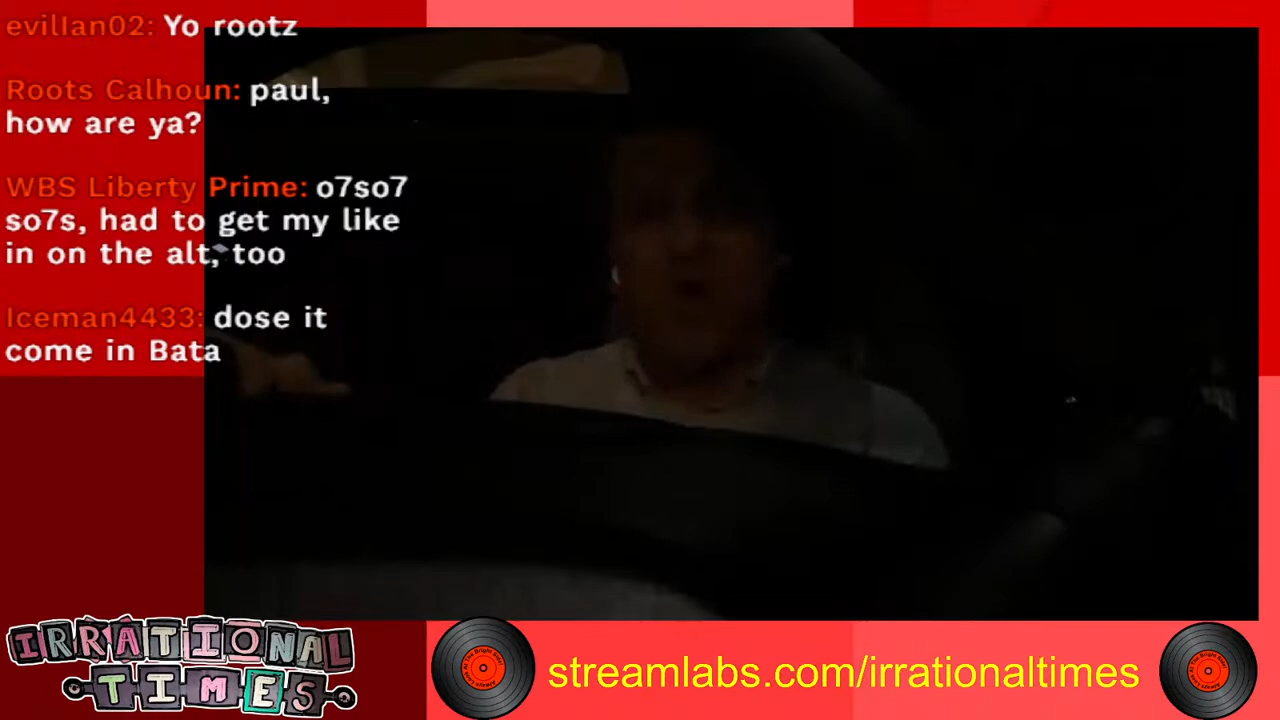 evilIan02: Yo rootz
Roots Calhoun: paul,
how are ya?
WBS Liberty Prime: o7so7
so7s, had to get my like
in on the alt, too
Iceman4433: dose it
come in Bata
IRRATIONAL
TIMES
streamlabs.com/irrationaltimes